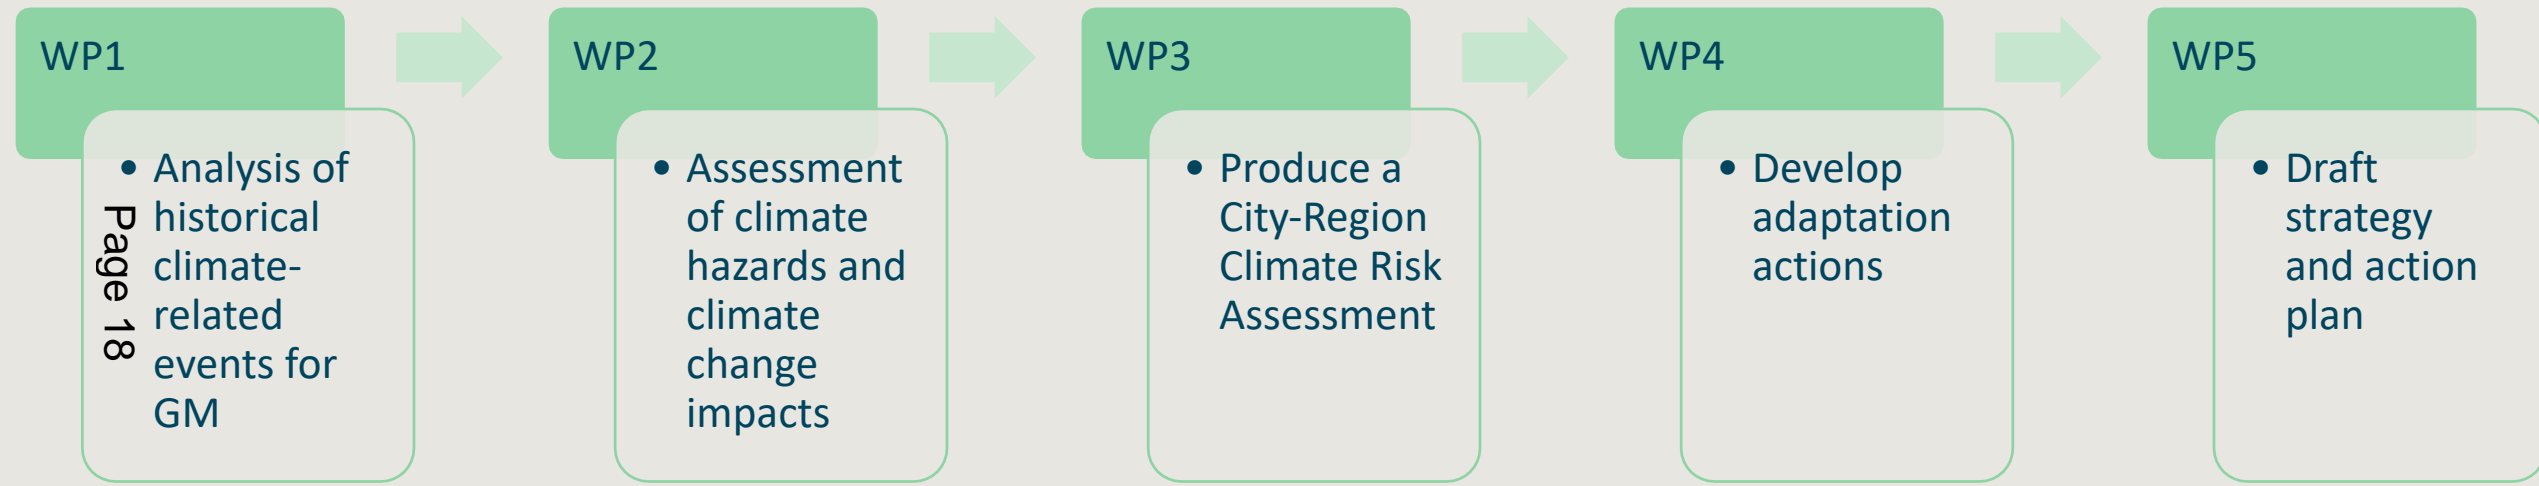 WP1
• Analysis of
historical
climate-
related
events for
GM
WP2
• Assessment
of climate
hazards and
climate
change
impacts
WP3
• Produce a
City-Region
Climate Risk
Assessment
WP4
• Develop
adaptation
actions
WP5
• Draft
strategy
and action
plan
Page 18